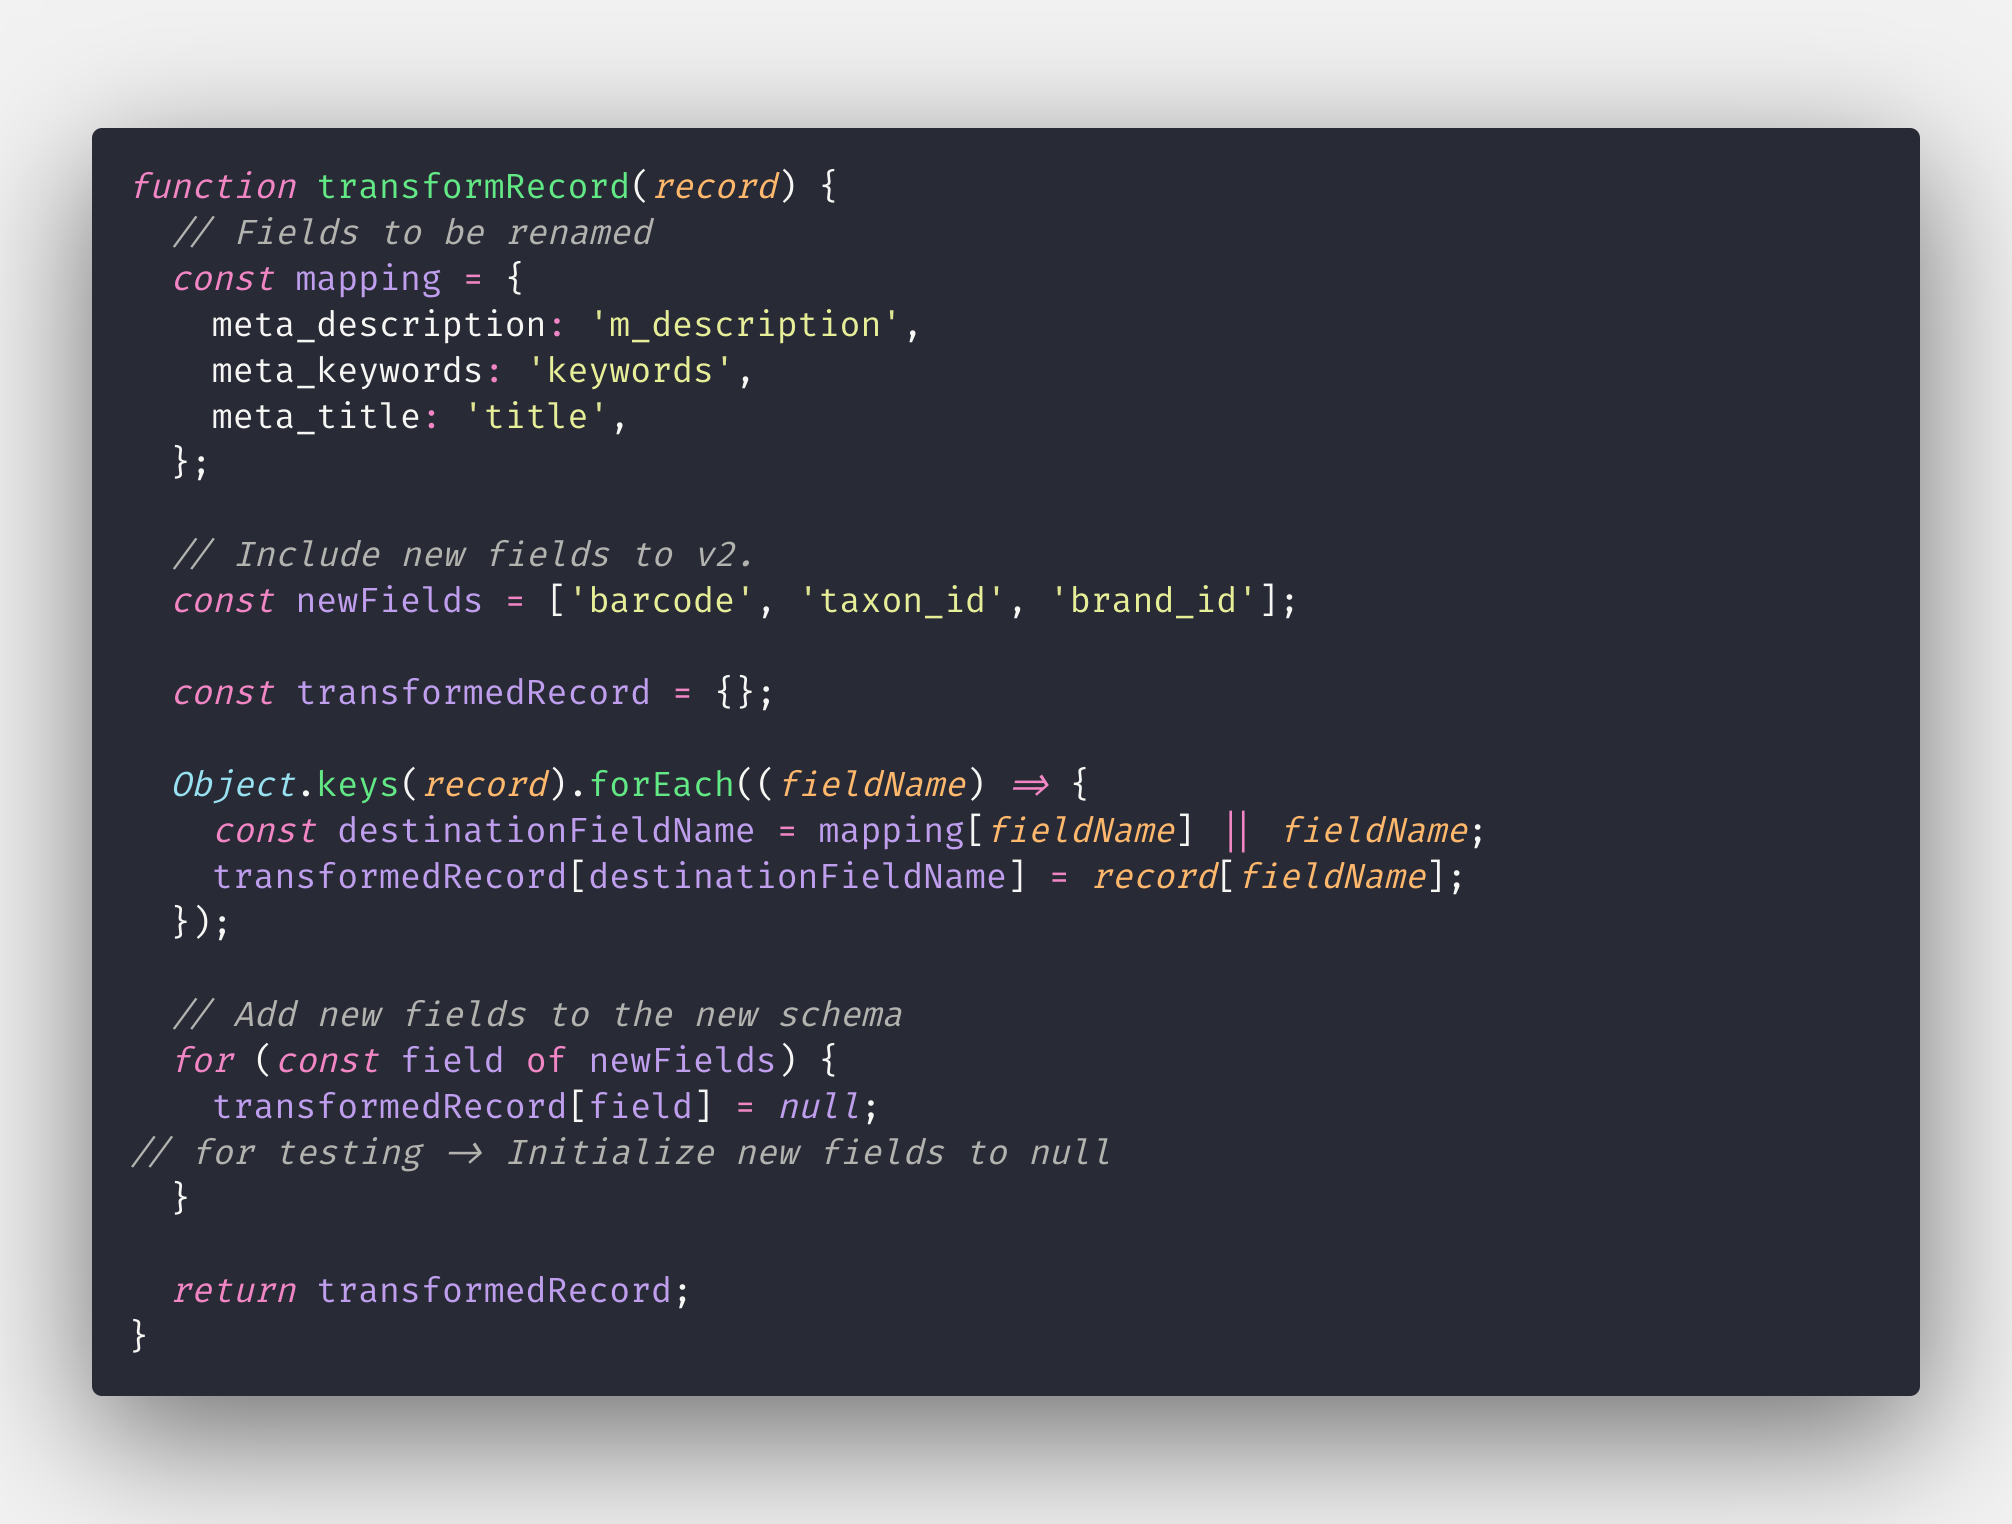 function transformRecord(record) {
  // Fields to be renamed
  const mapping = {
    meta_description: 'm_description',
    meta_keywords: 'keywords',
    meta_title: 'title',
  };

  // Include new fields to v2.
  const newFields = ['barcode', 'taxon_id', 'brand_id'];

  const transformedRecord = {};

  Object.keys(record).forEach((fieldName) => {
    const destinationFieldName = mapping[fieldName] || fieldName;
    transformedRecord[destinationFieldName] = record[fieldName];
  });

  // Add new fields to the new schema
  for (const field of newFields) {
    transformedRecord[field] = null;
// for testing -> Initialize new fields to null
  }

  return transformedRecord;
}